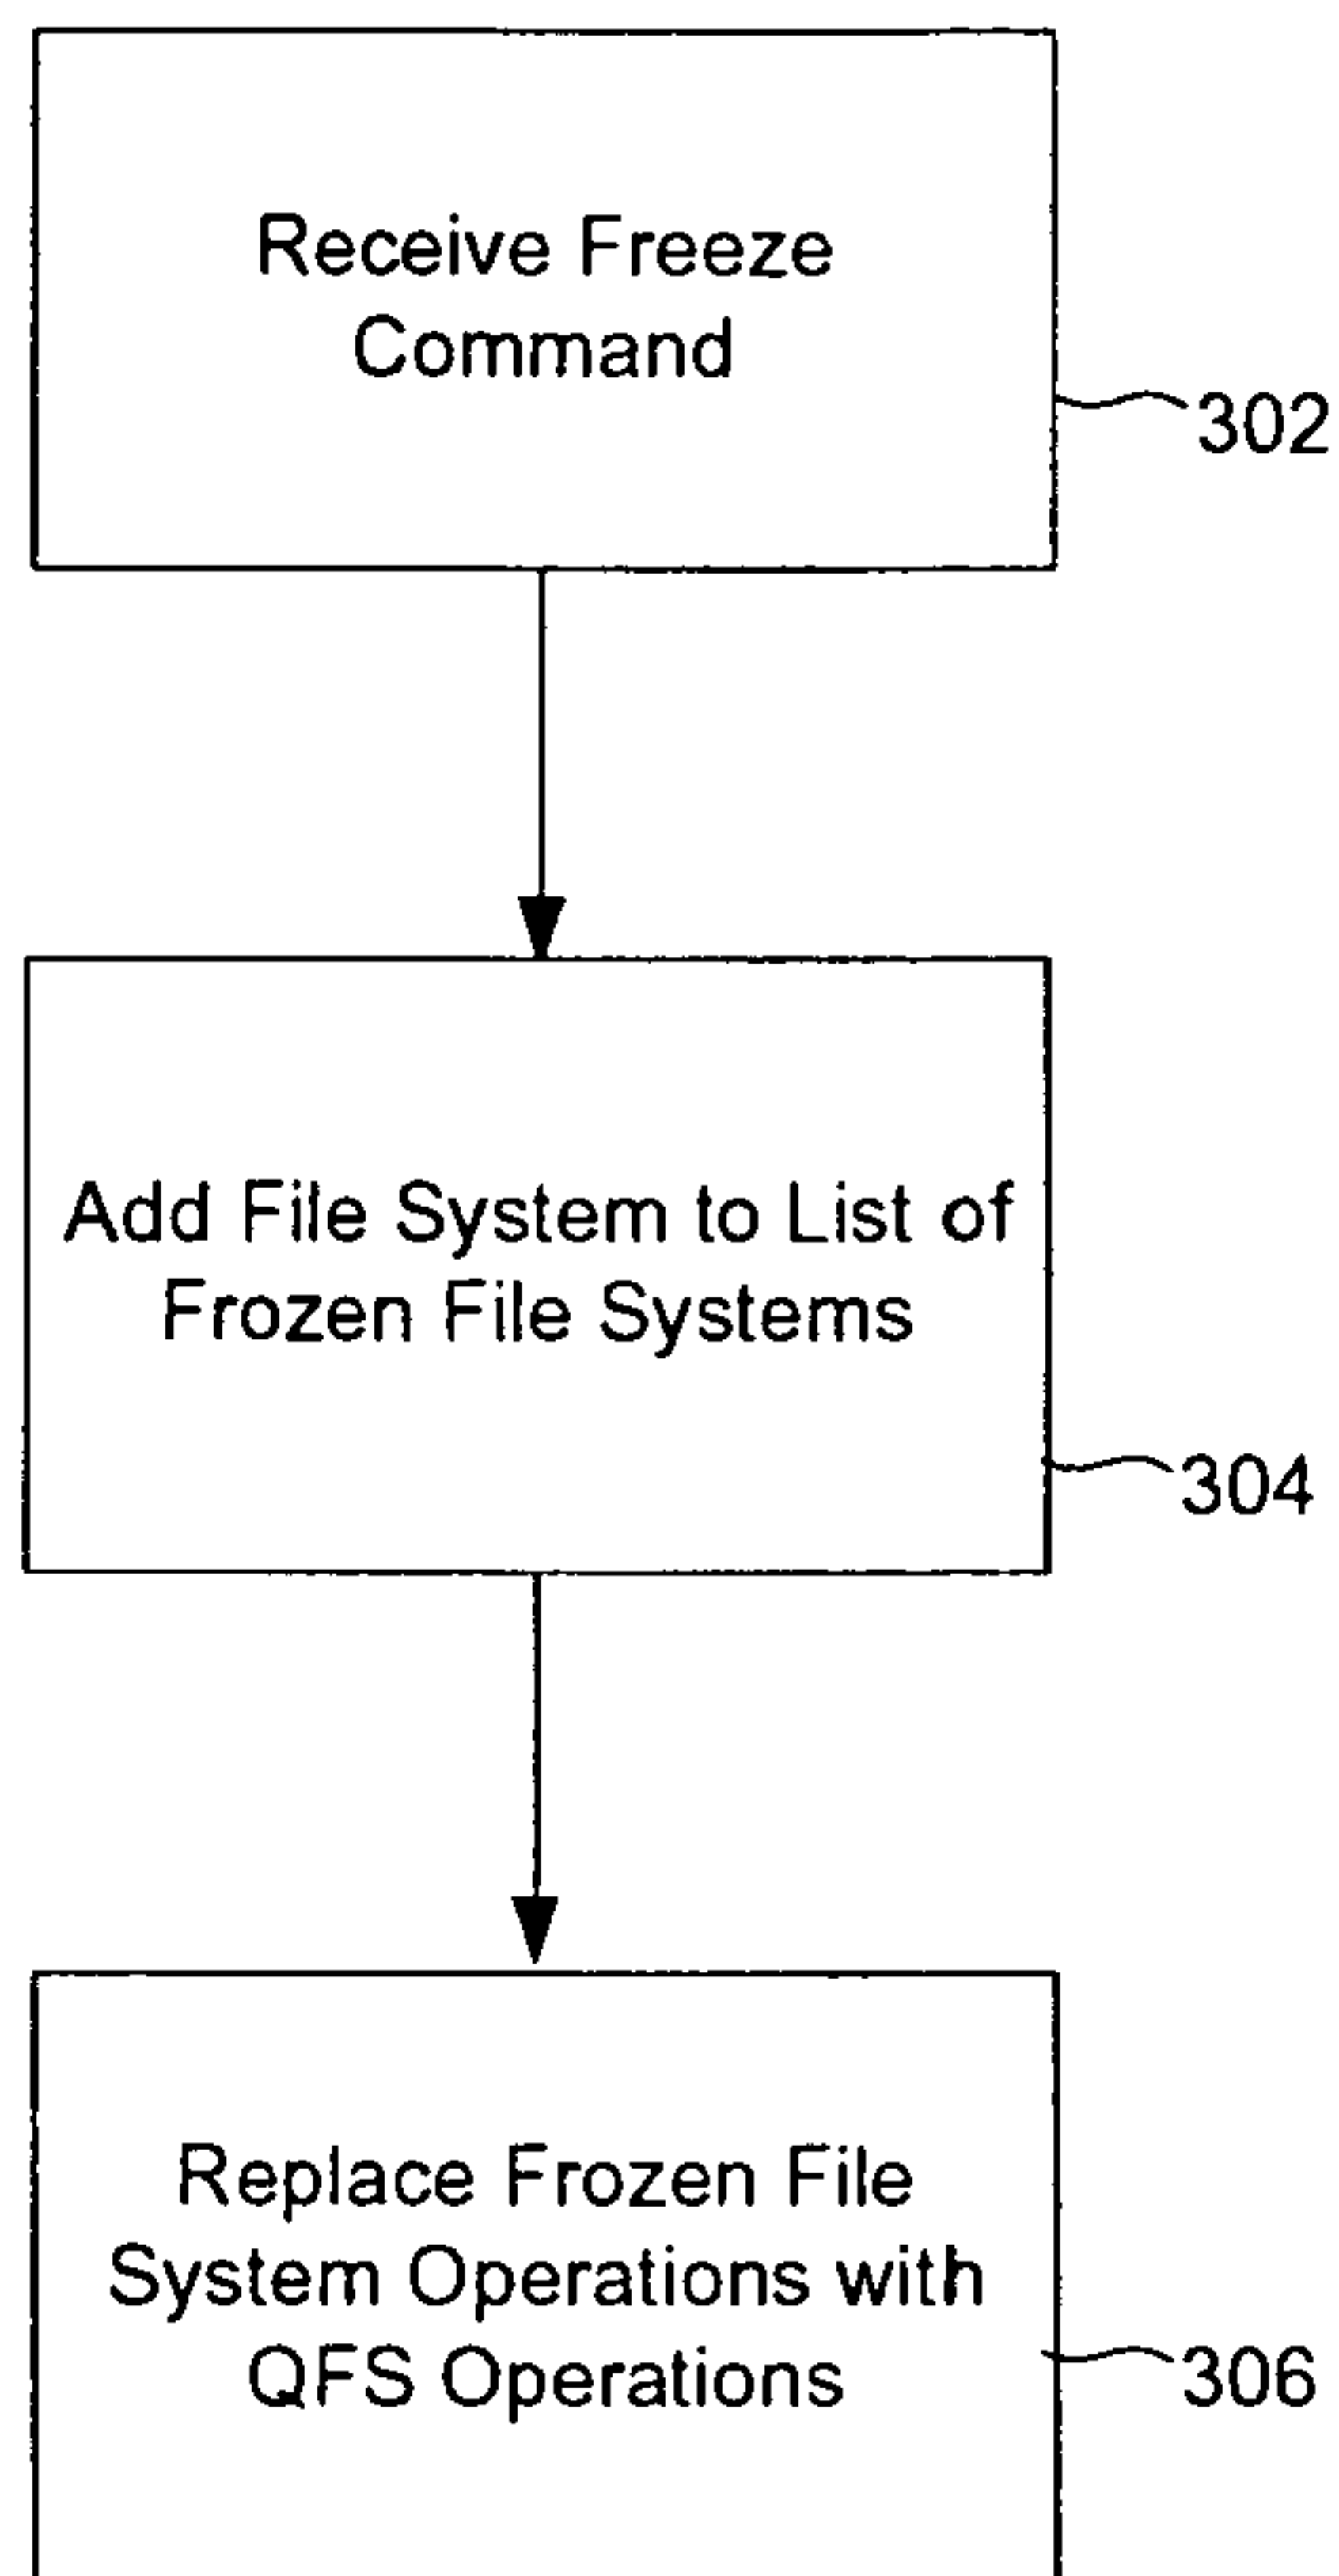 Receive Freeze
Command
302
Add File System to List of
Frozen File Systems
304
Replace Frozen File
System Operations with
QFS Operations
306